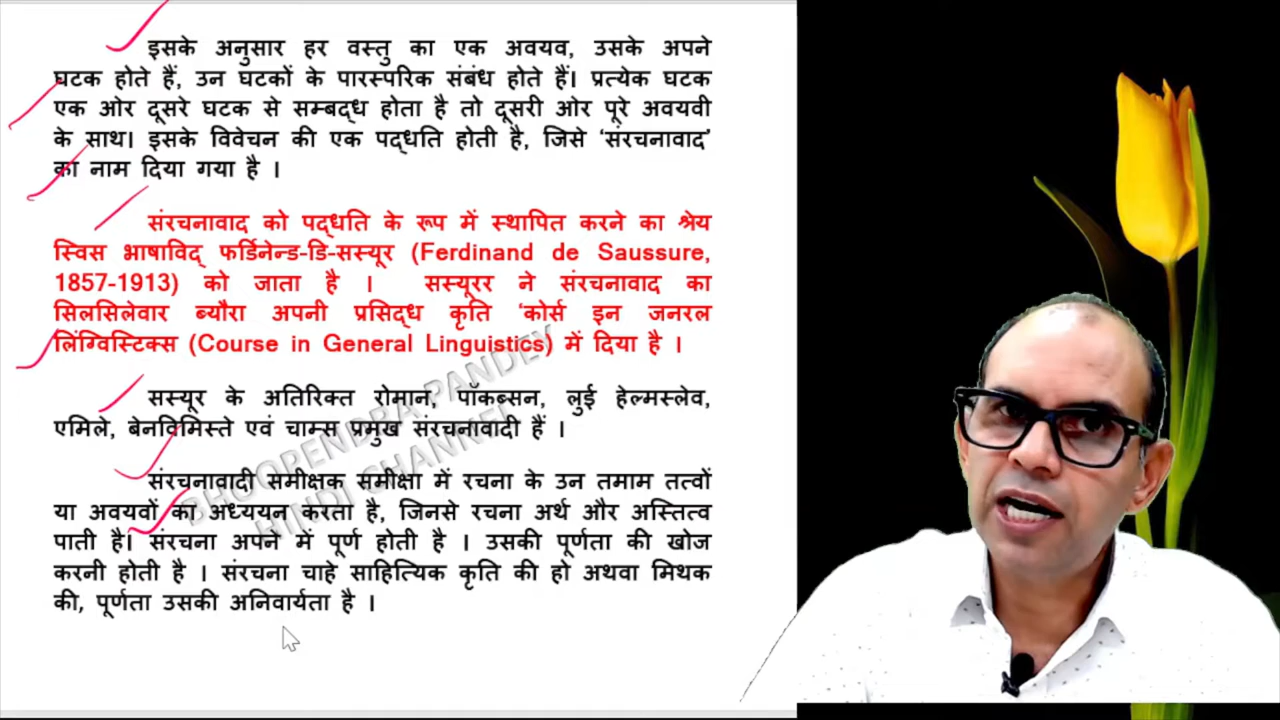 इसके अनुसार हर वस्तु का एक अवयव, उसके अपने
घटक होते हैं, उन घटकों के पारस्परिक संबंध होते हैं। प्रत्येक घटक
एक ओर दूसरे घटक से सम्बद्ध होता है तो दूसरी ओर पूरे अवयवी
के साथ। इसके विवेचन की एक पद्धति होती है, जिसे 'संरचनावाद'
का नाम दिया गया है ।
संरचनावाद को पद्धति के रूप में स्थापित करने का श्रेय
स्विस भाषाविद् फर्डिनेन्ड-डि-सस्यूर (Ferdinand de Saussure,
1857-1913) को जाता है । सस्यूरर ने संरचनावाद का
सिलसिलेवार ब्यौरा अपनी प्रसिद्ध कृति 'कोर्स इन जनरल
लिंग्विस्टिक्स (Course in General Linguistics) में दिया है ।
सस्यूर के अतिरिक्त रोमान, पॉकब्सन, लुई हेल्मस्लेव,
एमिले, बेनविमिस्ते एवं चाम्स प्रमुख संरचनावादी हैं ।
संरचनावादी समीक्षक समीक्षा में रचना के उन तमाम तत्वों
या अवयवों का अध्ययन करता है, जिनसे रचना अर्थ और अस्तित्व
पाती है। संरचना अपने में पूर्ण होती है । उसकी पूर्णता की खोज
करनी होती है । संरचना चाहे साहित्यिक कृति की हो अथवा मिथक
की, पूर्णता उसकी अनिवार्यता है ।
BHOOPENDRA PANDEY
HINDI CHANNEL